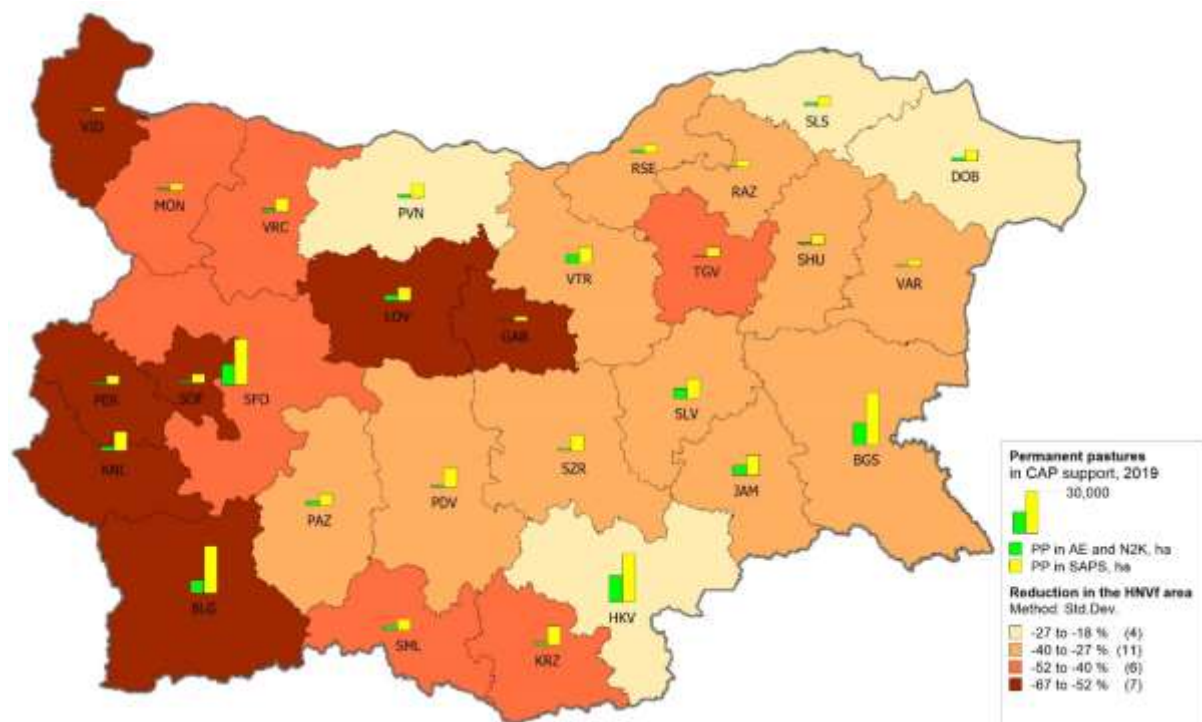 VID
MON
VRC
PVN
RSE
RAZ
SLS
DOB
VTR
TGV
SHU
VAR
LOV
GAB
PER
SOF
SFO
KNL
SLV
BGS
PAZ
PDV
SZR
JAM
BLG
SML
KRZ
HKV
Permanent pastures
in CAP support, 2019
30,000
PP in AE and N2K, ha
PP in SAPS, ha
Reduction in the HNVf area
Method: Std.Dev.
-27 to -18 % (4)
-40 to -27% (11)
-52 to -40% (6)
-67 to -52% (7)